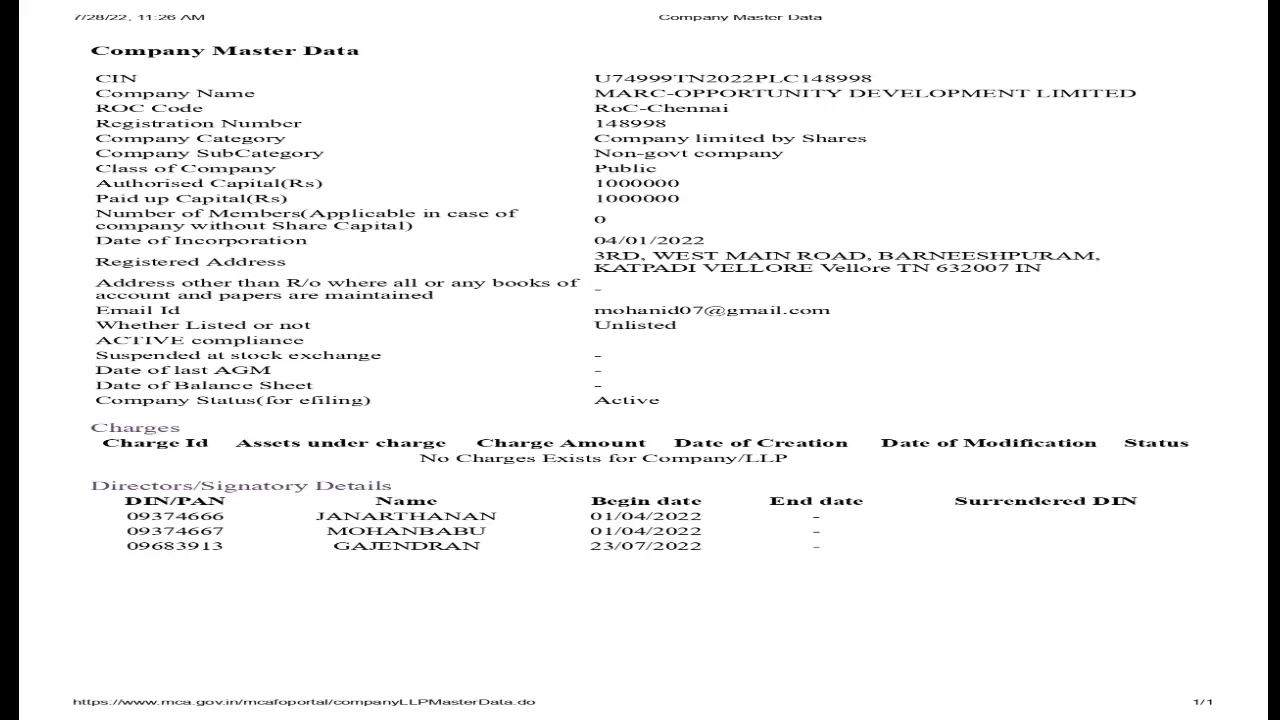 7/28/22, 11:26 AM Company Master Data
Company Master Data
CIN U74999TN2022PLC148998
Company Name MARC-OPPORTUNITY DEVELOPMENT LIMITED
ROC Code RoC-Chennai
Registration Number 148998
Company Category Company limited by Shares
Company SubCategory Non-govt company
Class of Company Public
Authorised Capital(Rs) 1000000
Paid up Capital(Rs) 1000000
Number of Members(Applicable in case of
company without Share Capital) 0
Date of Incorporation 04/01/2022
Registered Address 3RD, WEST MAIN ROAD, BARNEESHPURAM,
KATPADI VELLORE Vellore TN 632007 IN
Address other than R/o where all or any books of
account and papers are maintained -
Email Id mohanid07@gmail.com
Whether Listed or not Unlisted
ACTIVE compliance
Suspended at stock exchange -
Date of last AGM -
Date of Balance Sheet -
Company Status(for efiling) Active
Charges
Charge Id Assets under charge Charge Amount Date of Creation Date of Modification Status
No Charges Exists for Company/LLP
Directors/Signatory Details
DIN/PAN Name Begin date End date Surrendered DIN
09374666 JANARTHANAN 01/04/2022 -
09374667 MOHANBABU 01/04/2022 -
09683913 GAJENDRAN 23/07/2022 -
https://www.mca.gov.in/mcafoportal/companyLLPMasterData.do 1/1